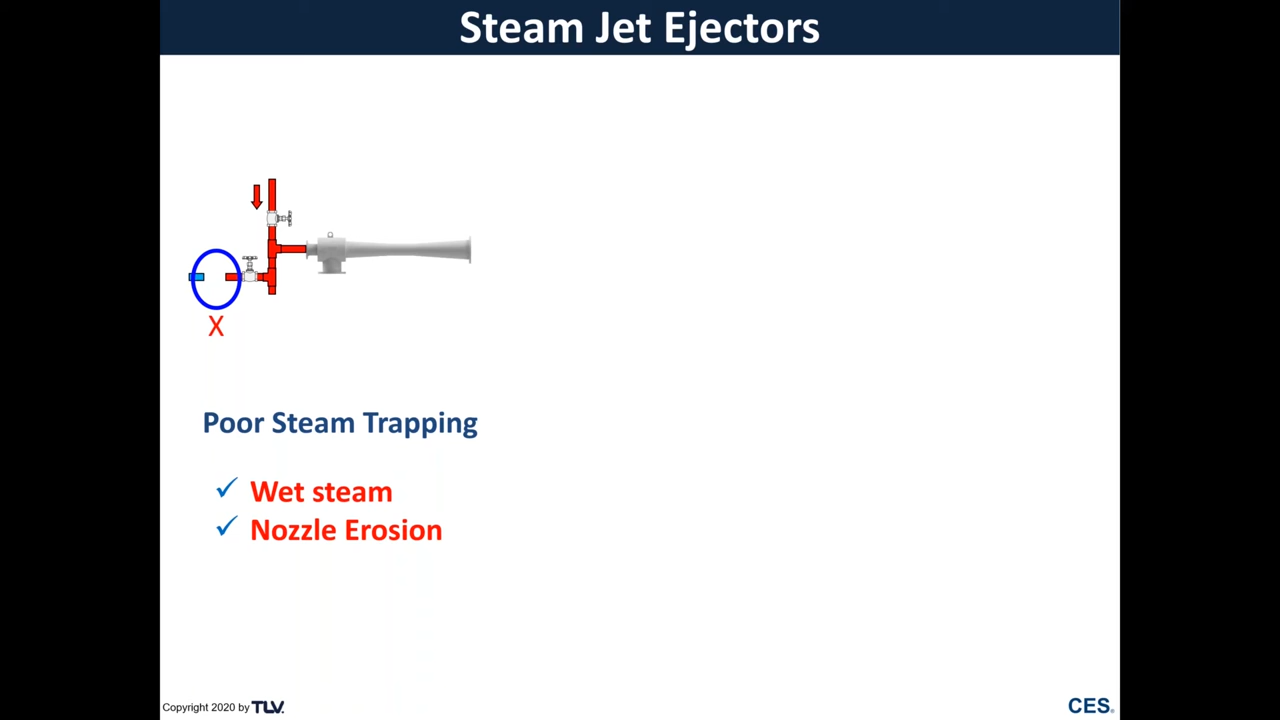 Steam Jet Ejectors
X
Poor Steam Trapping
✓ Wet steam
✓ Nozzle Erosion
Copyright 2020 by TLV.
CES®